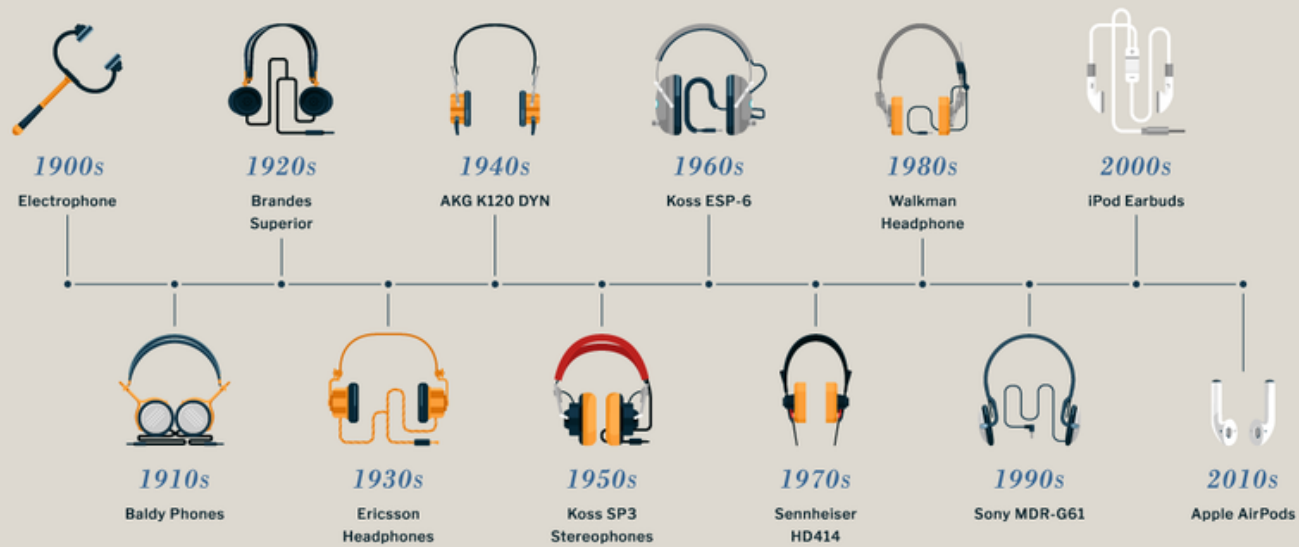 1900s
Electrophone
1920s
Brandes
Superior
1940s
AKG K120 DYN
1960s
Koss ESP-6
1980s
Walkman
Headphone
2000s
iPod Earbuds
1910s
Baldy Phones
1930s
Ericsson
Headphones
1950s
Koss SP3
Stereophones
1970s
Sennheiser
HD414
1990s
Sony MDR-G61
2010s
Apple AirPods